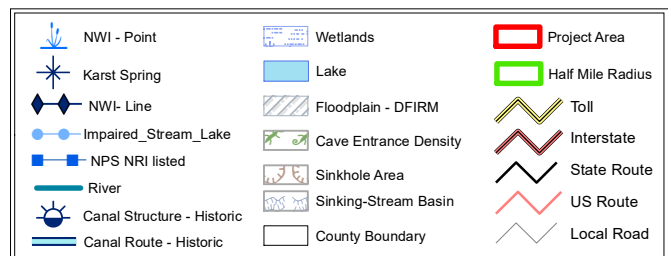 NWI - Point
Karst Spring
NWI- Line
Impaired_Stream_Lake
NPS NRI listed
River
Canal Structure - Historic
Canal Route - Historic
Wetlands
Lake
Floodplain - DFIRM
Cave Entrance Density
Sinkhole Area
Sinking-Stream Basin
County Boundary
Project Area
Half Mile Radius
Toll
Interstate
State Route
US Route
Local Road